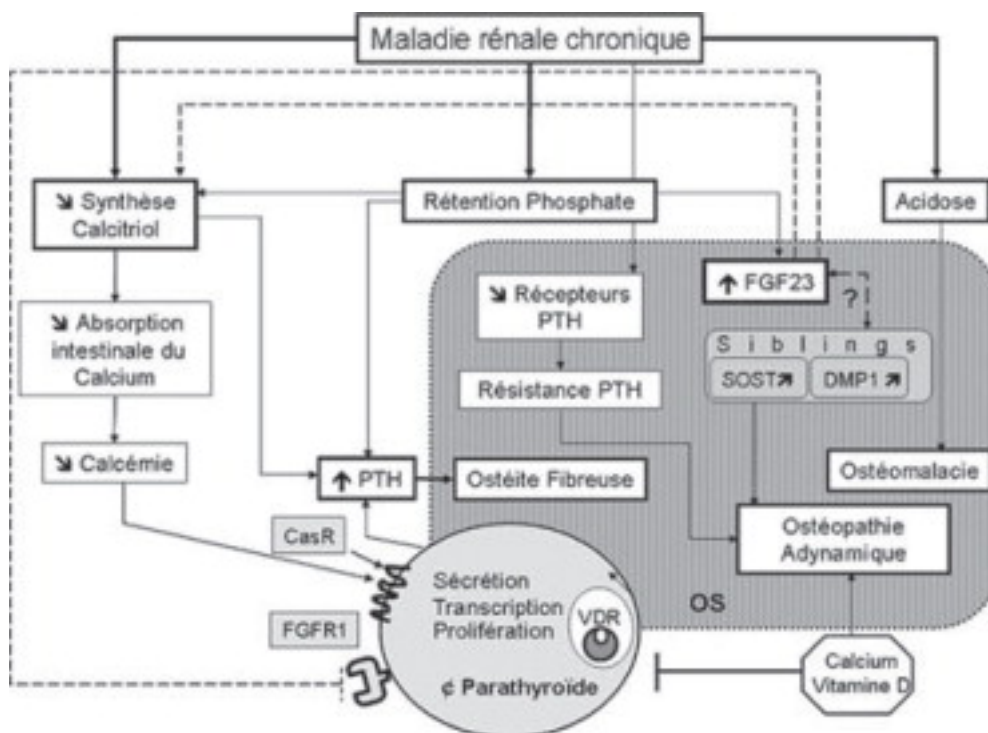 Maladie rénale chronique
↘ Synthèse
Calcitriol
Rétention Phosphate
Acidose
↘ Absorption
intestinale du
Calcium
↘ Récepteurs
PTH
↑ FGF23
?
Siblings
SOST↗
DMP1↗
Résistance PTH
↘ Calcémie
↑ PTH
Ostéite Fibreuse
Ostéomalacie
Ostéopathie
Adynamique
CasR
Sécrétion
Transcription
Prolifération
VDR
OS
FGFR1
¢ Parathyroïde
Calcium
Vitamine D